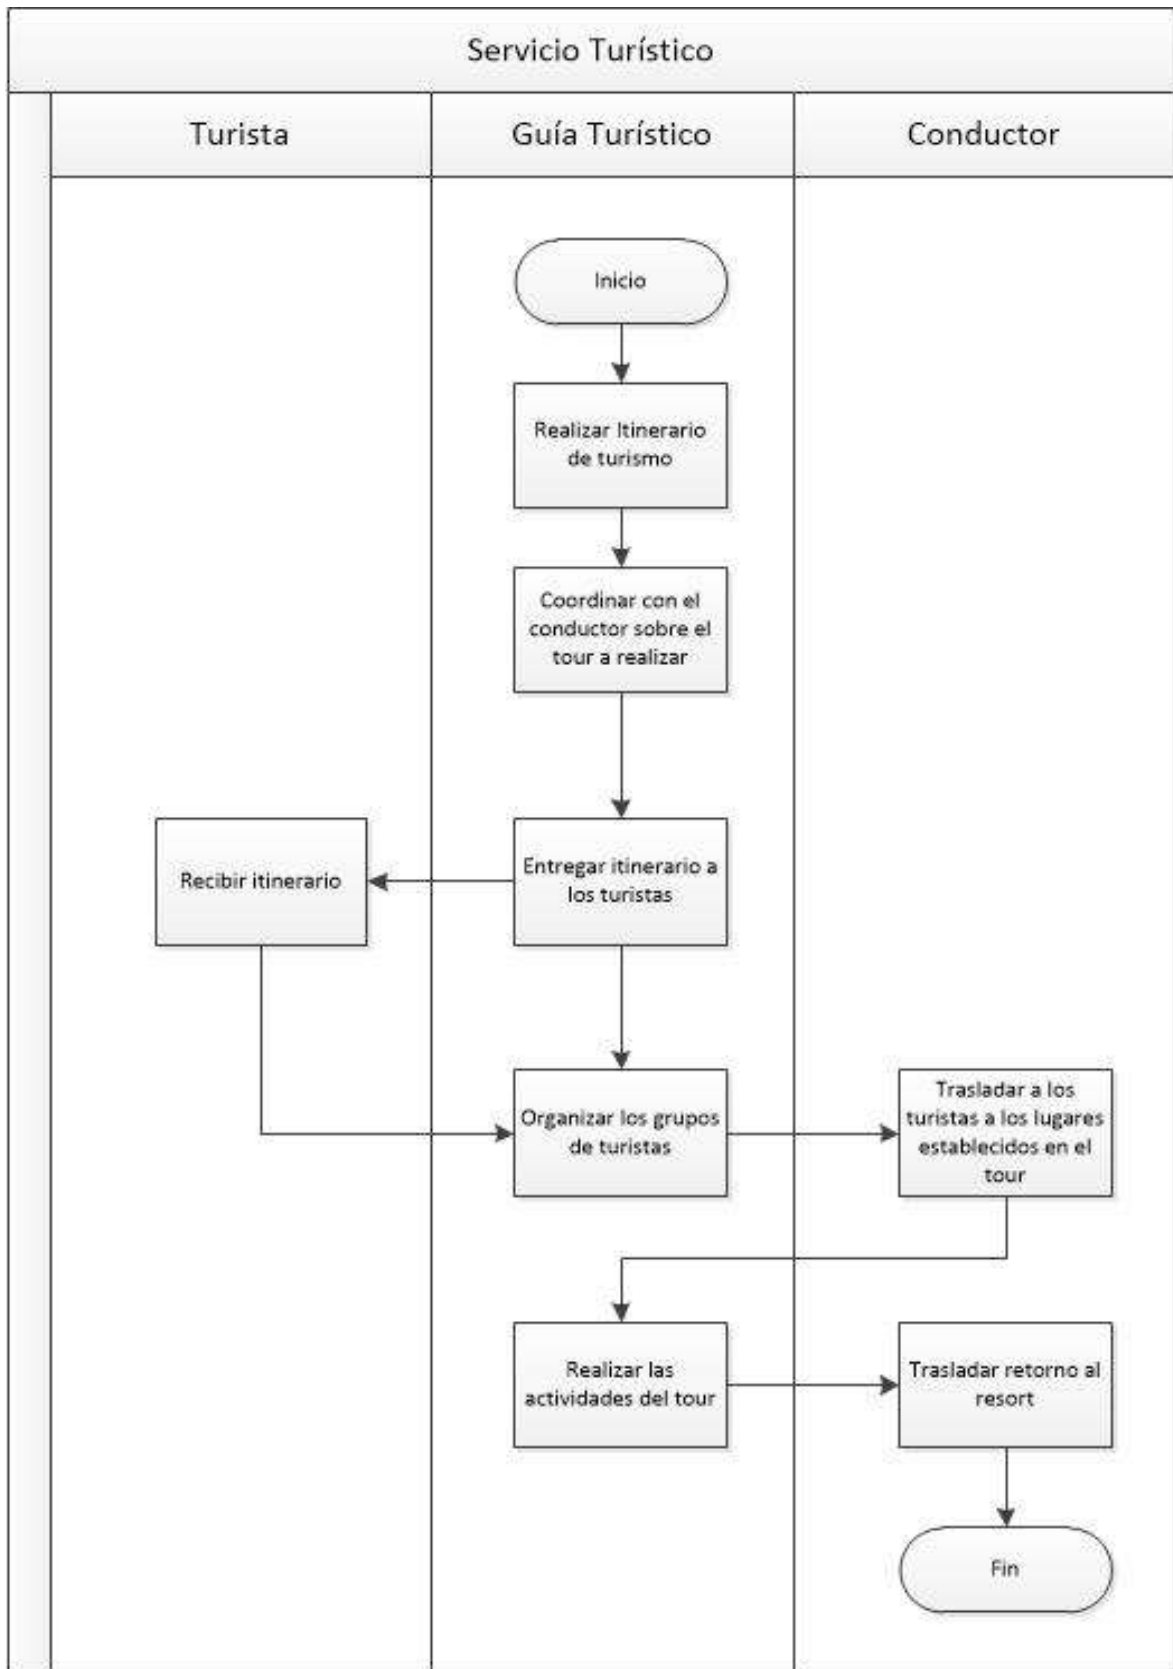 Servicio Turístico
Turista
Guía Turístico
Conductor
Inicio
Realizar Itinerario
de turismo
Coordinar con el
conductor sobre el
tour a realizar
Recibir itinerario
Entregar itinerario a
los turistas
Organizar los grupos
de turistas
Trasladar a los
turistas a los lugares
establecidos en el
tour
Realizar las
actividades del tour
Trasladar retorno al
resort
Fin